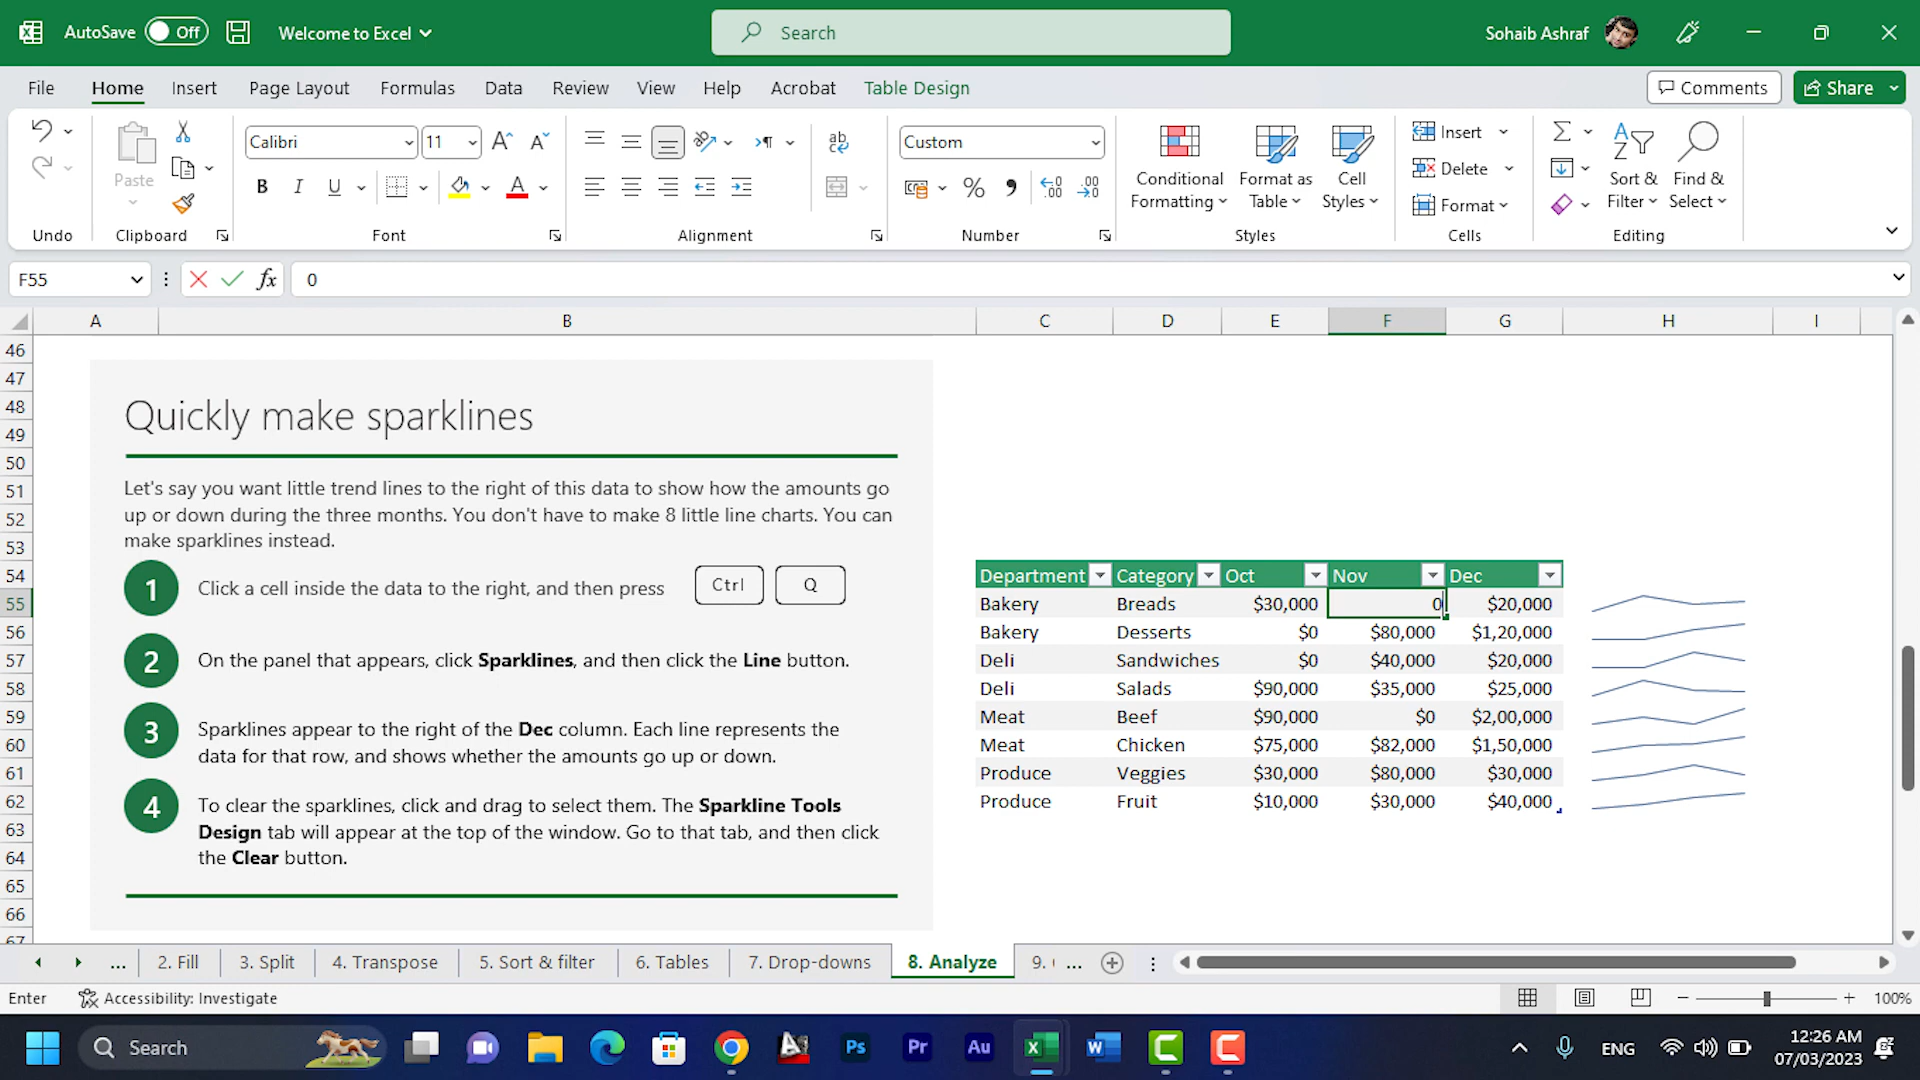 AutoSave Off Welcome to Excel Search Sohaib Ashraf
File Home Insert Page Layout Formulas Data Review View Help Acrobat Table Design Comments Share
Calibri 11 Custom Insert
Paste Conditional Formatting Format as Table Cell Styles Delete Sort & Filter Find & Select
Format
Undo Clipboard Font Alignment Number Styles Cells Editing
F55 fx 0
A B C D E F G H I
46
47
48
49
50
51
52
53
54
55
56
57
58
59
60
61
62
63
64
65
66
67
Quickly make sparklines
Let's say you want little trend lines to the right of this data to show how the amounts go
up or down during the three months. You don't have to make 8 little line charts. You can
make sparklines instead.
1 Click a cell inside the data to the right, and then press Ctrl Q
2 On the panel that appears, click Sparklines, and then click the Line button.
3 Sparklines appear to the right of the Dec column. Each line represents the
data for that row, and shows whether the amounts go up or down.
4 To clear the sparklines, click and drag to select them. The Sparkline Tools
Design tab will appear at the top of the window. Go to that tab, and then click
the Clear button.
Department Category Oct Nov Dec
Bakery Breads $30,000 0 $20,000
Bakery Desserts $0 $80,000 $1,20,000
Deli Sandwiches $0 $40,000 $20,000
Deli Salads $90,000 $35,000 $25,000
Meat Beef $90,000 $0 $2,00,000
Meat Chicken $75,000 $82,000 $1,50,000
Produce Veggies $30,000 $80,000 $30,000
Produce Fruit $10,000 $30,000 $40,000
... 2. Fill 3. Split 4. Transpose 5. Sort & filter 6. Tables 7. Drop-downs 8. Analyze 9. ...
Enter Accessibility: Investigate 100%
Search Ps Pr Au ENG 12:26 AM
07/03/2023